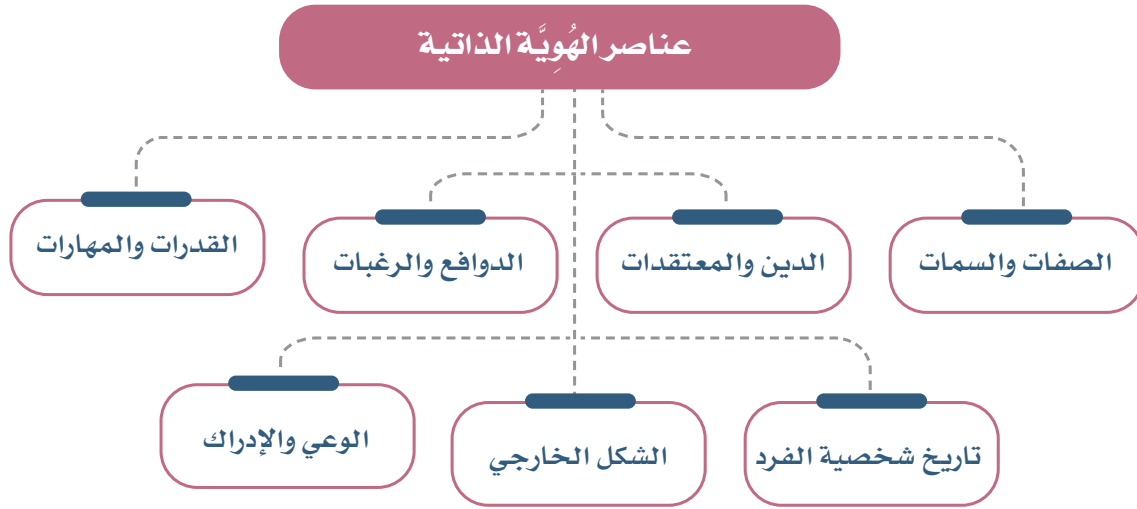 عناصر الهُوِيَّة الذاتية
الصفات والسمات
الدين والمعتقدات
الدوافع والرغبات
القدرات والمهارات
تاريخ شخصية الفرد
الشكل الخارجي
الوعي والإدراك